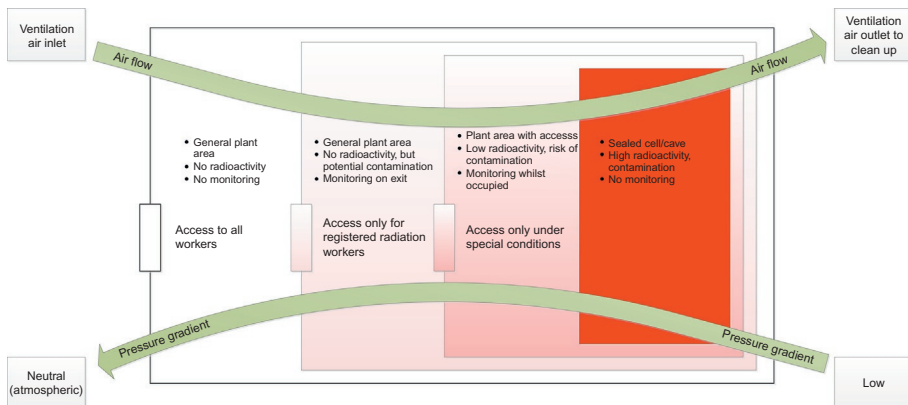 Ventilation
air inlet
Ventilation
air outlet to
clean up
Air flow
Air flow
• General plant
area
• No radioactivity
• No monitoring
• General plant area
• No radioactivity, but
potential contamination
• Monitoring on exit
• Plant area with accesss
• Low radioactivity, risk of
contamination
• Monitoring whilst
occupied
• Sealed cell/cave
• High radioactivity,
contamination
• No monitoring
Access to all
workers
Access only for
registered radiation
workers
Access only under
special conditions
Pressure gradient
Pressure gradient
Neutral
(atmospheric)
Low